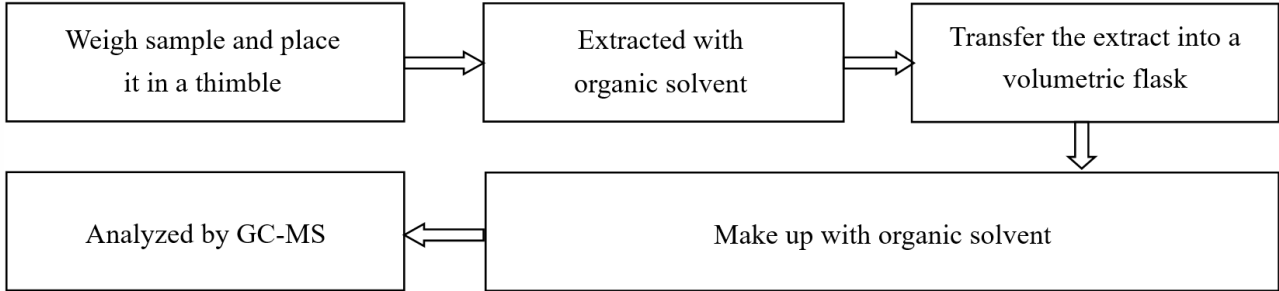 Weigh sample and place
it in a thimble
Extracted with
organic solvent
Transfer the extract into a
volumetric flask
Make up with organic solvent
Analyzed by GC-MS